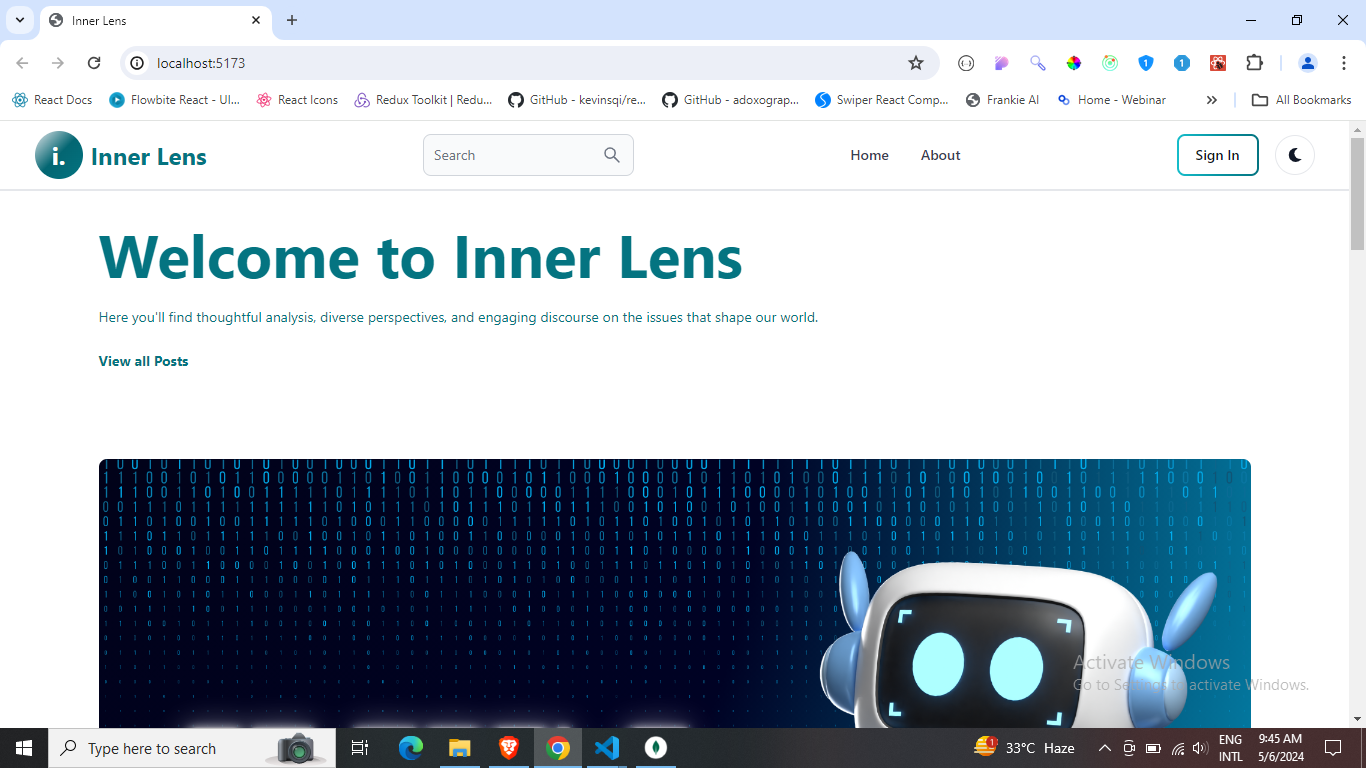 Inner Lens
localhost:5173
React Docs
Flowbite React - UI...
React Icons
Redux Toolkit | Redu...
GitHub - kevinsqi/re...
GitHub - adoxograp...
Swiper React Comp...
Frankie AI
Home - Webinar
All Bookmarks
i. Inner Lens
Search
Home
About
Sign In
Welcome to Inner Lens
Here you'll find thoughtful analysis, diverse perspectives, and engaging discourse on the issues that shape our world.
View all Posts
Activate Windows
Go to Settings to activate Windows.
Type here to search
33°C Haze
ENG
INTL
9:45 AM
5/6/2024